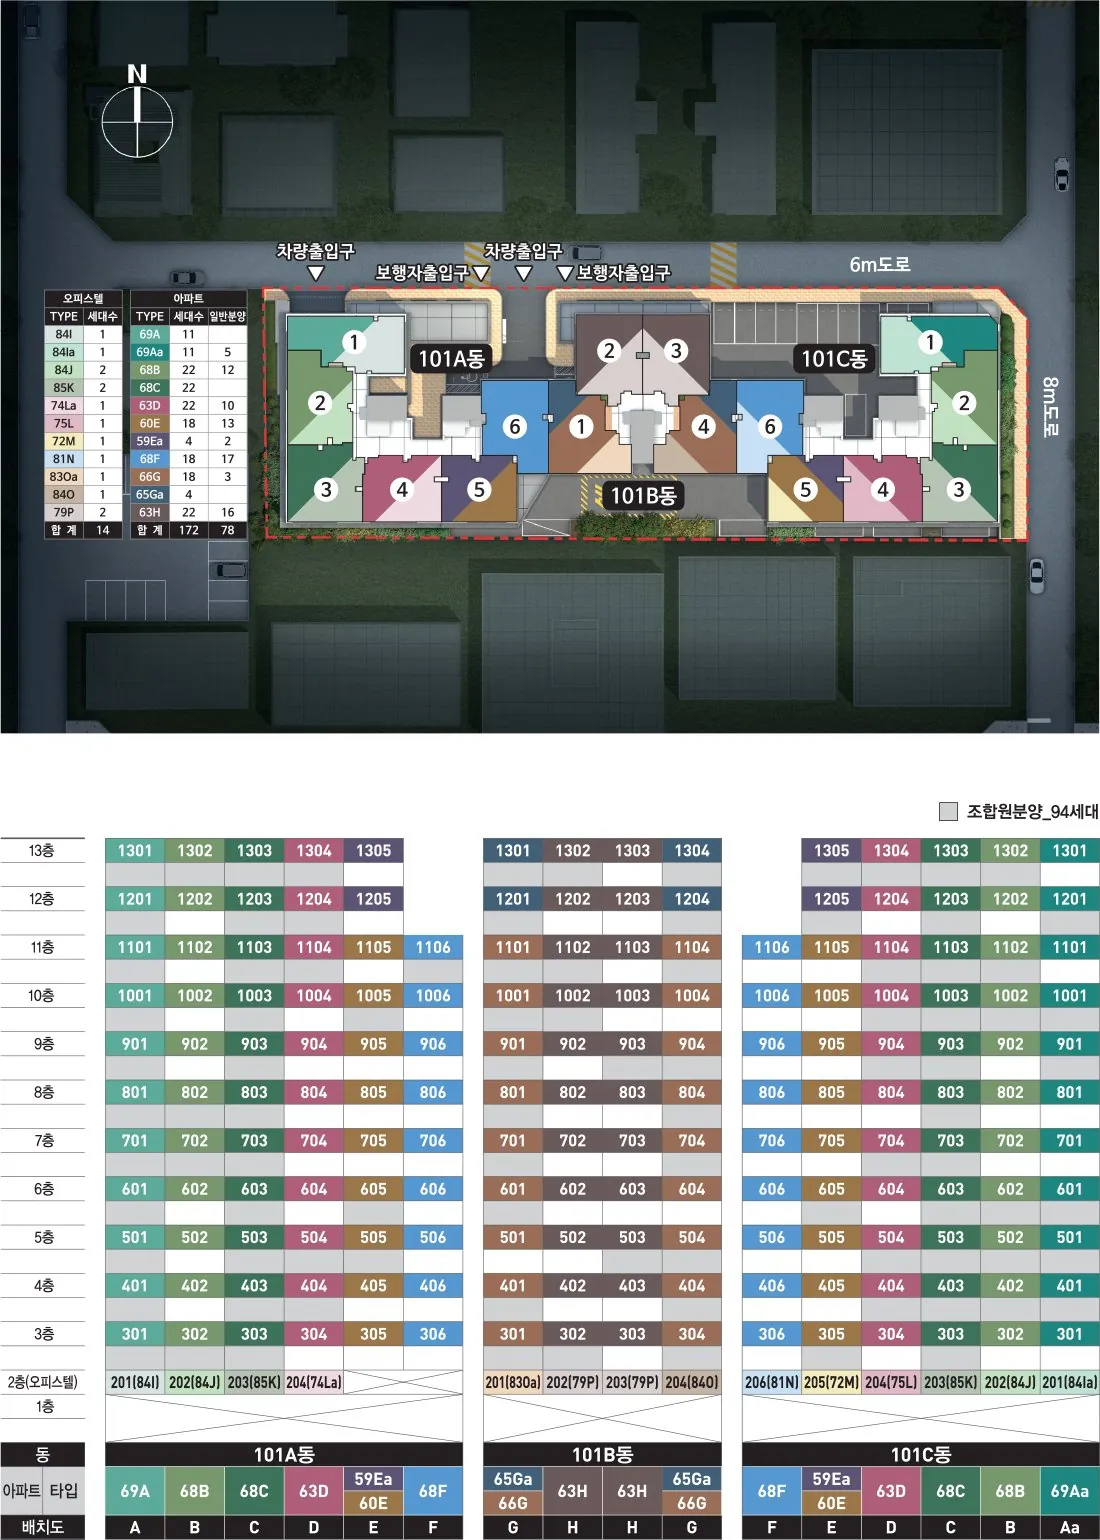 N
차량출입구 차량출입구
보행자출입구 보행자출입구
6m도로
8m도로
오피스텔 아파트
TYPE 세대수 TYPE 세대수 일반분양
84I 1 69A 11
84Ia 1 69Aa 11 5
84J 2 68B 22 12
85K 2 68C 22
74La 1 63D 22 10
75L 1 60E 18 13
72M 1 59Ea 4 2
81N 1 68F 18 17
83Oa 1 66G 18 3
84O 1 65Ga 4
79P 2 63H 22 16
합 계 14 합 계 172 78
101A동 101C동
101B동
1 2 3 1
2 6 1 4 6 2
3 4 5 5 4 3
조합원분양_94세대
13층 1301 1302 1303 1304 1305 1301 1302 1303 1304 1305 1304 1303 1302 1301
12층 1201 1202 1203 1204 1205 1201 1202 1203 1204 1205 1204 1203 1202 1201
11층 1101 1102 1103 1104 1105 1106 1101 1102 1103 1104 1106 1105 1104 1103 1102 1101
10층 1001 1002 1003 1004 1005 1006 1001 1002 1003 1004 1006 1005 1004 1003 1002 1001
9층 901 902 903 904 905 906 901 902 903 904 906 905 904 903 902 901
8층 801 802 803 804 805 806 801 802 803 804 806 805 804 803 802 801
7층 701 702 703 704 705 706 701 702 703 704 706 705 704 703 702 701
6층 601 602 603 604 605 606 601 602 603 604 606 605 604 603 602 601
5층 501 502 503 504 505 506 501 502 503 504 506 505 504 503 502 501
4층 401 402 403 404 405 406 401 402 403 404 406 405 404 403 402 401
3층 301 302 303 304 305 306 301 302 303 304 306 305 304 303 302 301
2층(오피스텔) 201(84I) 202(84J) 203(85K) 204(74La) 201(83Oa) 202(79P) 203(79P) 204(84O) 206(81N) 205(72M) 204(75L) 203(85K) 202(84J) 201(84Ia)
1층
동 101A동 101B동 101C동
아파트 타입 69A 68B 68C 63D 59Ea 60E 68F 65Ga 66G 63H 63H 65Ga 66G 68F 59Ea 60E 63D 68C 68B 69Aa
배치도 A B C D E F G H H G F E D C B Aa